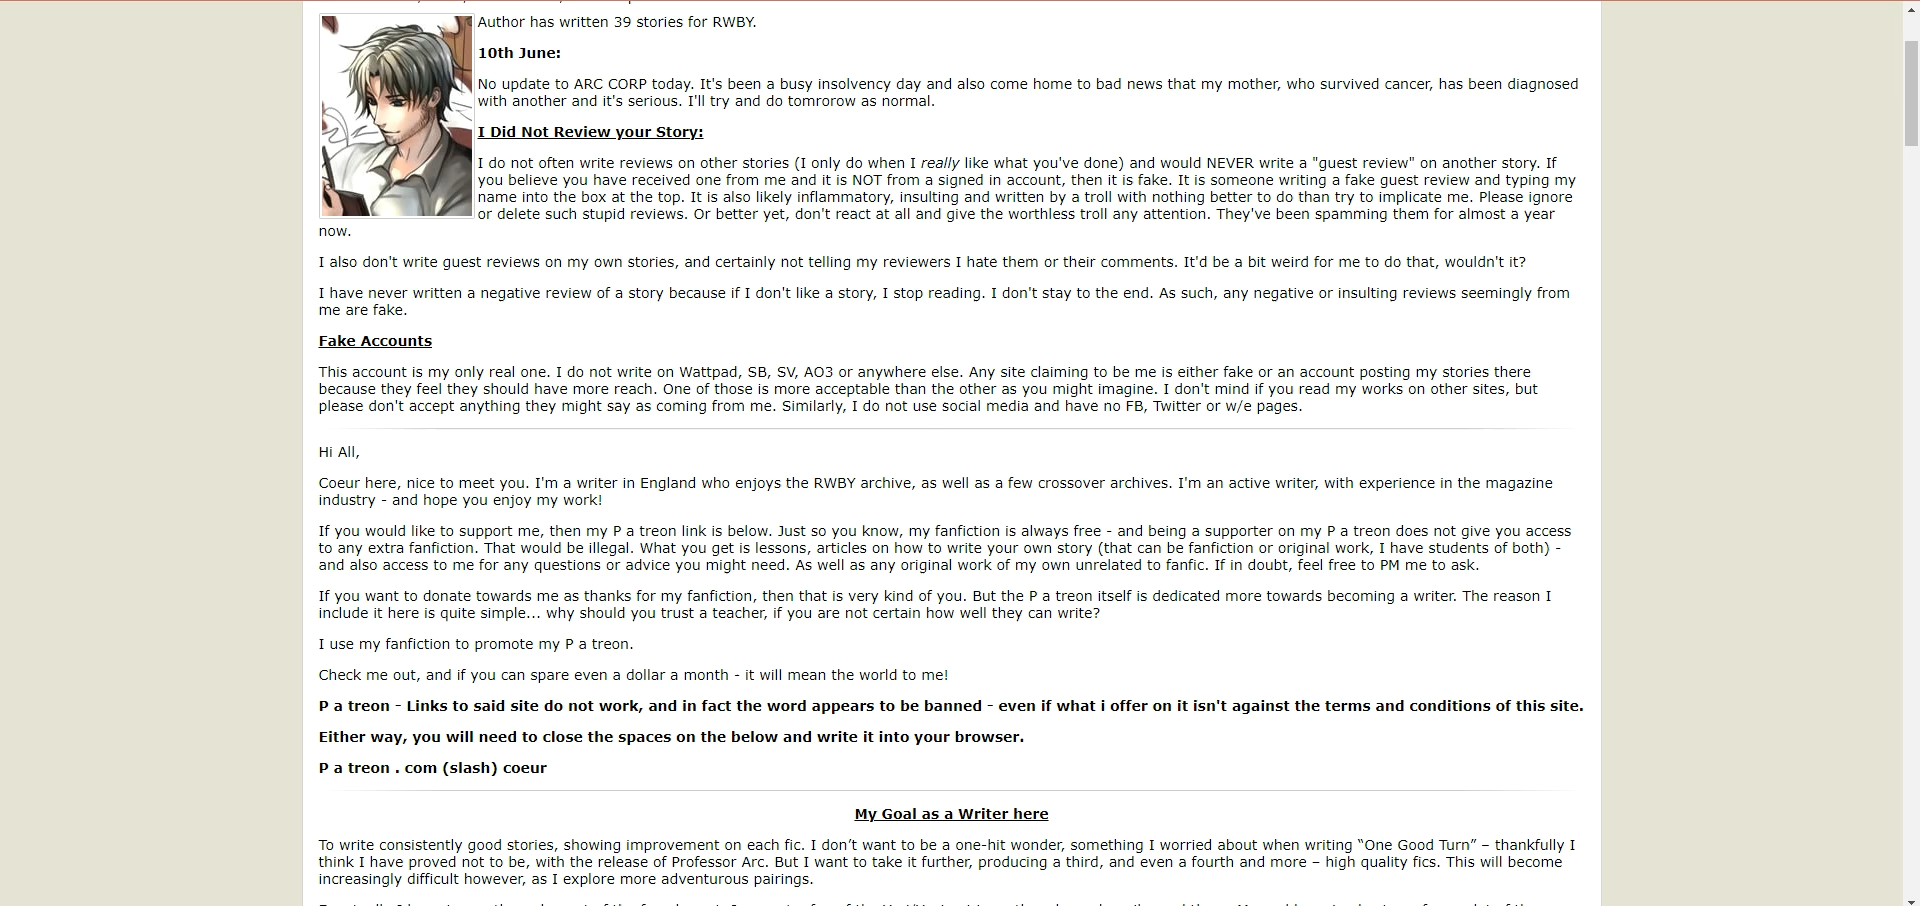 Author has written 39 stories for RWBY.
10th June:
No update to ARC CORP today. It's been a busy insolvency day and also come home to bad news that my mother, who survived cancer, has been diagnosed
with another and it's serious. I'll try and do tomrorow as normal.
I Did Not Review your Story:
I do not often write reviews on other stories (I only do when I really like what you've done) and would NEVER write a "guest review" on another story. If
you believe you have received one from me and it is NOT from a signed in account, then it is fake. It is someone writing a fake guest review and typing my
name into the box at the top. It is also likely inflammatory, insulting and written by a troll with nothing better to do than try to implicate me. Please ignore
or delete such stupid reviews. Or better yet, don't react at all and give the worthless troll any attention. They've been spamming them for almost a year
now.
I also don't write guest reviews on my own stories, and certainly not telling my reviewers I hate them or their comments. It'd be a bit weird for me to do that, wouldn't it?
I have never written a negative review of a story because if I don't like a story, I stop reading. I don't stay to the end. As such, any negative or insulting reviews seemingly from
me are fake.
Fake Accounts
This account is my only real one. I do not write on Wattpad, SB, SV, AO3 or anywhere else. Any site claiming to be me is either fake or an account posting my stories there
because they feel they should have more reach. One of those is more acceptable than the other as you might imagine. I don't mind if you read my works on other sites, but
please don't accept anything they might say as coming from me. Similarly, I do not use social media and have no FB, Twitter or w/e pages.
Hi All,
Coeur here, nice to meet you. I'm a writer in England who enjoys the RWBY archive, as well as a few crossover archives. I'm an active writer, with experience in the magazine
industry - and hope you enjoy my work!
If you would like to support me, then my P a treon link is below. Just so you know, my fanfiction is always free - and being a supporter on my P a treon does not give you access
to any extra fanfiction. That would be illegal. What you get is lessons, articles on how to write your own story (that can be fanfiction or original work, I have students of both) -
and also access to me for any questions or advice you might need. As well as any original work of my own unrelated to fanfic. If in doubt, feel free to PM me to ask.
If you want to donate towards me as thanks for my fanfiction, then that is very kind of you. But the P a treon itself is dedicated more towards becoming a writer. The reason I
include it here is quite simple... why should you trust a teacher, if you are not certain how well they can write?
I use my fanfiction to promote my P a treon.
Check me out, and if you can spare even a dollar a month - it will mean the world to me!
P a treon - Links to said site do not work, and in fact the word appears to be banned - even if what i offer on it isn't against the terms and conditions of this site.
Either way, you will need to close the spaces on the below and write it into your browser.
P a treon . com (slash) coeur
My Goal as a Writer here
To write consistently good stories, showing improvement on each fic. I don’t want to be a one-hit wonder, something I worried about when writing “One Good Turn” – thankfully I
think I have proved not to be, with the release of Professor Arc. But I want to take it further, producing a third, and even a fourth and more – high quality fics. This will become
increasingly difficult however, as I explore more adventurous pairings.